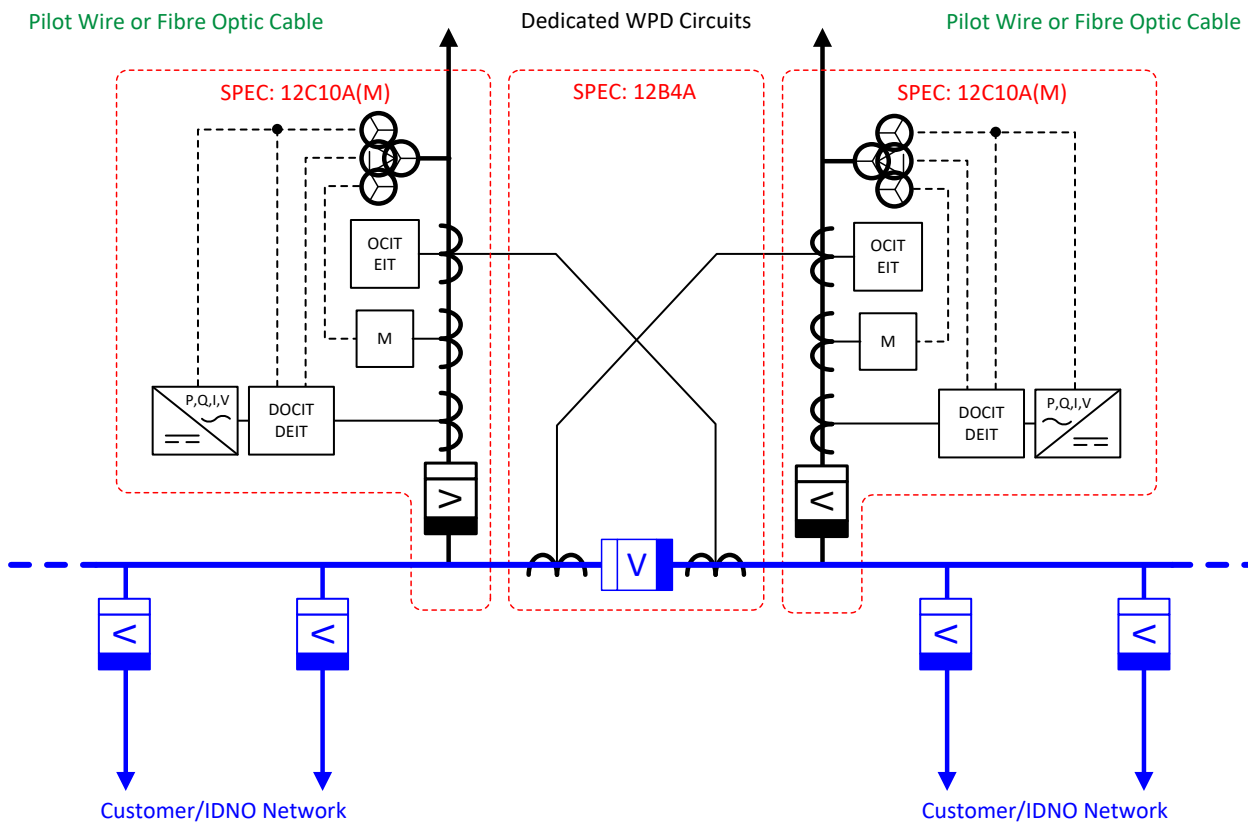 Pilot Wire or Fibre Optic Cable
Dedicated WPD Circuits
Pilot Wire or Fibre Optic Cable
SPEC: 12C10A(M)
SPEC: 12B4A
SPEC: 12C10A(M)
OCIT
EIT
OCIT
EIT
M
M
P,Q,I,V
DOCIT
DEIT
DOCIT
DEIT
P,Q,I,V
V
V
V
V
V
V
V
Customer/IDNO Network
Customer/IDNO Network